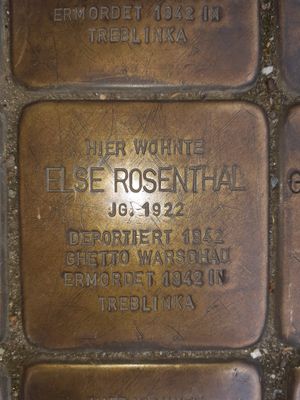 ERMORDET 1942 IN
TREBLINKA
HIER WOHNTE
ELSE ROSENTHAL
JG. 1922
DEPORTIERT 1942
GHETTO WARSCHAU
ERMORDET 1942 IN
TREBLINKA